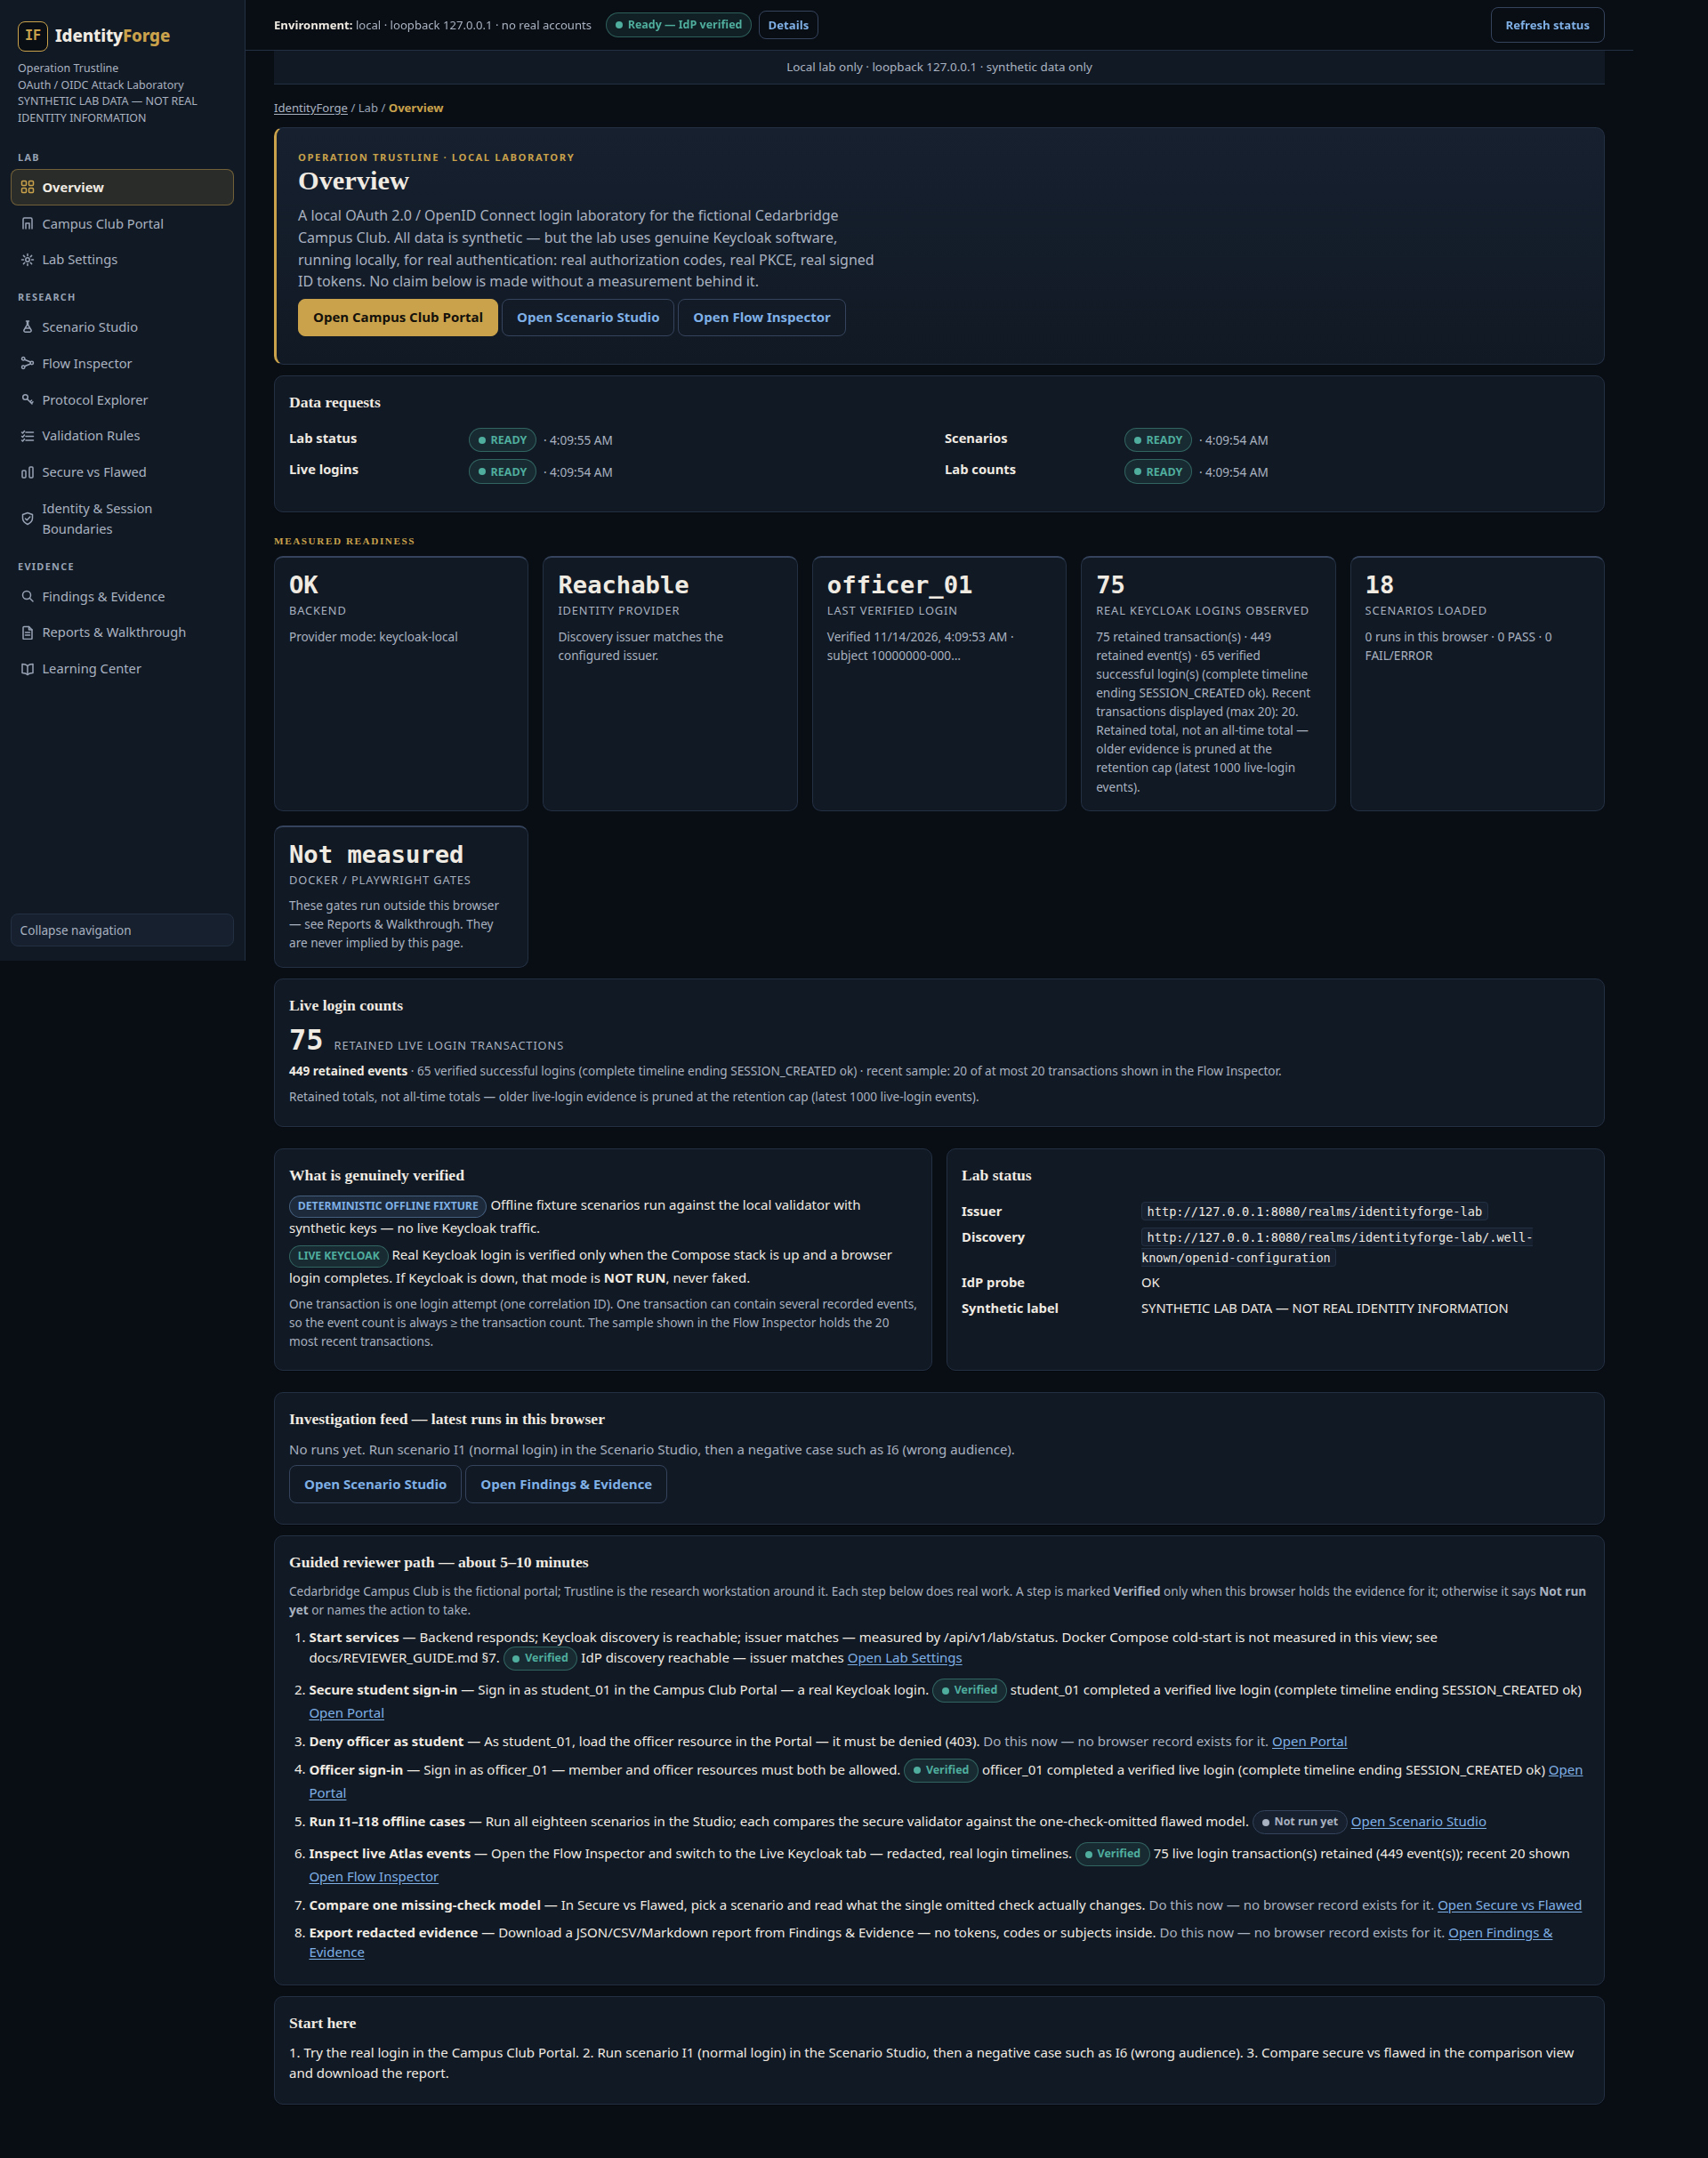 IF IdentityForge
Operation Trustline
OAuth / OIDC Attack Laboratory
SYNTHETIC LAB DATA — NOT REAL
IDENTITY INFORMATION
LAB
Overview
Campus Club Portal
Lab Settings
RESEARCH
Scenario Studio
Flow Inspector
Protocol Explorer
Validation Rules
Secure vs Flawed
Identity & Session
Boundaries
EVIDENCE
Findings & Evidence
Reports & Walkthrough
Learning Center
Collapse navigation
Environment: local · loopback 127.0.0.1 · no real accounts Ready — IdP verified Details Refresh status
Local lab only · loopback 127.0.0.1 · synthetic data only
IdentityForge / Lab / Overview
OPERATION TRUSTLINE · LOCAL LABORATORY
Overview
A local OAuth 2.0 / OpenID Connect login laboratory for the fictional Cedarbridge
Campus Club. All data is synthetic — but the lab uses genuine Keycloak software,
running locally, for real authentication: real authorization codes, real PKCE, real signed
ID tokens. No claim below is made without a measurement behind it.
Open Campus Club Portal Open Scenario Studio Open Flow Inspector
Data requests
Lab status READY · 4:09:55 AM Scenarios READY · 4:09:54 AM
Live logins READY · 4:09:54 AM Lab counts READY · 4:09:54 AM
MEASURED READINESS
OK
BACKEND
Provider mode: keycloak-local
Reachable
IDENTITY PROVIDER
Discovery issuer matches the
configured issuer.
officer_01
LAST VERIFIED LOGIN
Verified 11/14/2026, 4:09:53 AM ·
subject 10000000-000…
75
REAL KEYCLOAK LOGINS OBSERVED
75 retained transaction(s) · 449
retained event(s) · 65 verified
successful login(s) (complete timeline
ending SESSION_CREATED ok). Recent
transactions displayed (max 20): 20.
Retained total, not an all-time total —
older evidence is pruned at the
retention cap (latest 1000 live-login
events).
18
SCENARIOS LOADED
0 runs in this browser · 0 PASS · 0
FAIL/ERROR
Not measured
DOCKER / PLAYWRIGHT GATES
These gates run outside this browser
— see Reports & Walkthrough. They
are never implied by this page.
Live login counts
75 RETAINED LIVE LOGIN TRANSACTIONS
449 retained events · 65 verified successful logins (complete timeline ending SESSION_CREATED ok) · recent sample: 20 of at most 20 transactions shown in the Flow Inspector.
Retained totals, not all-time totals — older live-login evidence is pruned at the retention cap (latest 1000 live-login events).
What is genuinely verified
DETERMINISTIC OFFLINE FIXTURE Offline fixture scenarios run against the local validator with
synthetic keys — no live Keycloak traffic.
LIVE KEYCLOAK Real Keycloak login is verified only when the Compose stack is up and a browser
login completes. If Keycloak is down, that mode is NOT RUN, never faked.
One transaction is one login attempt (one correlation ID). One transaction can contain several recorded events,
so the event count is always ≥ the transaction count. The sample shown in the Flow Inspector holds the 20
most recent transactions.
Lab status
Issuer http://127.0.0.1:8080/realms/identityforge-lab
Discovery http://127.0.0.1:8080/realms/identityforge-lab/.well-
known/openid-configuration
IdP probe OK
Synthetic label SYNTHETIC LAB DATA — NOT REAL IDENTITY INFORMATION
Investigation feed — latest runs in this browser
No runs yet. Run scenario I1 (normal login) in the Scenario Studio, then a negative case such as I6 (wrong audience).
Open Scenario Studio Open Findings & Evidence
Guided reviewer path — about 5–10 minutes
Cedarbridge Campus Club is the fictional portal; Trustline is the research workstation around it. Each step below does real work. A step is marked Verified only when this browser holds the evidence for it; otherwise it says Not run
yet or names the action to take.
1. Start services — Backend responds; Keycloak discovery is reachable; issuer matches — measured by /api/v1/lab/status. Docker Compose cold-start is not measured in this view; see
docs/REVIEWER_GUIDE.md §7. Verified IdP discovery reachable — issuer matches Open Lab Settings
2. Secure student sign-in — Sign in as student_01 in the Campus Club Portal — a real Keycloak login. Verified student_01 completed a verified live login (complete timeline ending SESSION_CREATED ok)
Open Portal
3. Deny officer as student — As student_01, load the officer resource in the Portal — it must be denied (403). Do this now — no browser record exists for it. Open Portal
4. Officer sign-in — Sign in as officer_01 — member and officer resources must both be allowed. Verified officer_01 completed a verified live login (complete timeline ending SESSION_CREATED ok) Open
Portal
5. Run I1–I18 offline cases — Run all eighteen scenarios in the Studio; each compares the secure validator against the one-check-omitted flawed model. Not run yet Open Scenario Studio
6. Inspect live Atlas events — Open the Flow Inspector and switch to the Live Keycloak tab — redacted, real login timelines. Verified 75 live login transaction(s) retained (449 event(s)); recent 20 shown
Open Flow Inspector
7. Compare one missing-check model — In Secure vs Flawed, pick a scenario and read what the single omitted check actually changes. Do this now — no browser record exists for it. Open Secure vs Flawed
8. Export redacted evidence — Download a JSON/CSV/Markdown report from Findings & Evidence — no tokens, codes or subjects inside. Do this now — no browser record exists for it. Open Findings &
Evidence
Start here
1. Try the real login in the Campus Club Portal. 2. Run scenario I1 (normal login) in the Scenario Studio, then a negative case such as I6 (wrong audience). 3. Compare secure vs flawed in the comparison view
and download the report.